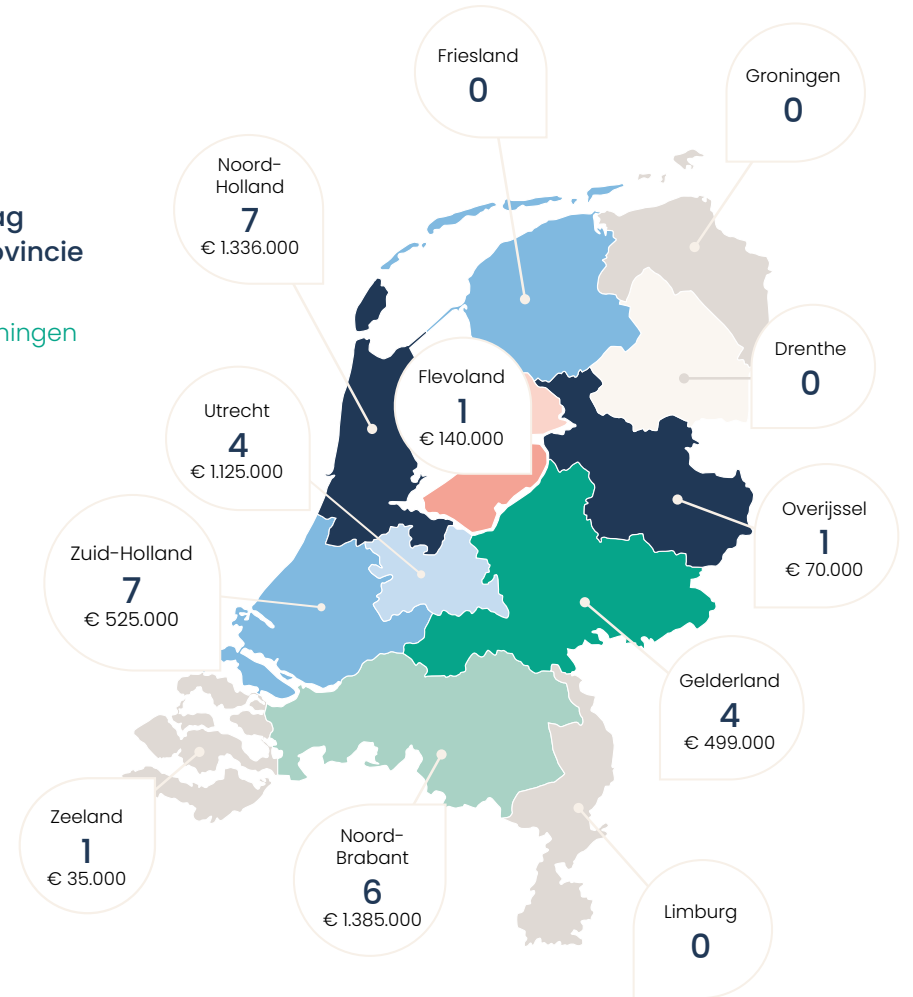 Friesland
0
Groningen
0
Noord-
Holland
7
€ 1.336.000
Drenthe
0
Flevoland
1
€ 140.000
Utrecht
4
€ 1.125.000
Overijssel
1
€ 70.000
Zuid-Holland
7
€ 525.000
Gelderland
4
€ 499.000
Zeeland
1
€ 35.000
Noord-
Brabant
6
€ 1.385.000
Limburg
0